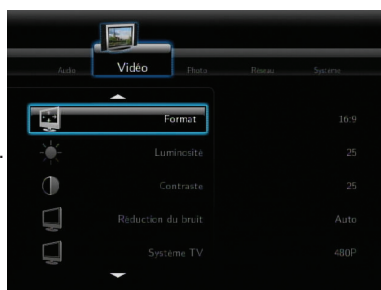 Audio Vidéo Photo Réseau Système
Format 16:9
Luminosité 25
Contraste 25
Réduction du bruit Auto
Système TV 480P